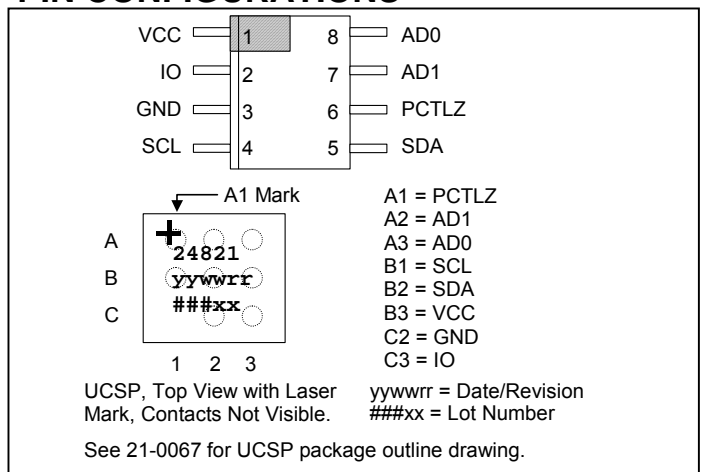 PIN CONFIGURATIONS
VCC 1 8 AD0
IO 2 7 AD1
GND 3 6 PCTLZ
SCL 4 5 SDA
A1 Mark
A 24821
B yywwrr
C ###xx
1 2 3
A1 = PCTLZ
A2 = AD1
A3 = AD0
B1 = SCL
B2 = SDA
B3 = VCC
C2 = GND
C3 = IO
UCSP, Top View with Laser
Mark, Contacts Not Visible.
yywwrr = Date/Revision
###xx = Lot Number
See 21-0067 for UCSP package outline drawing.